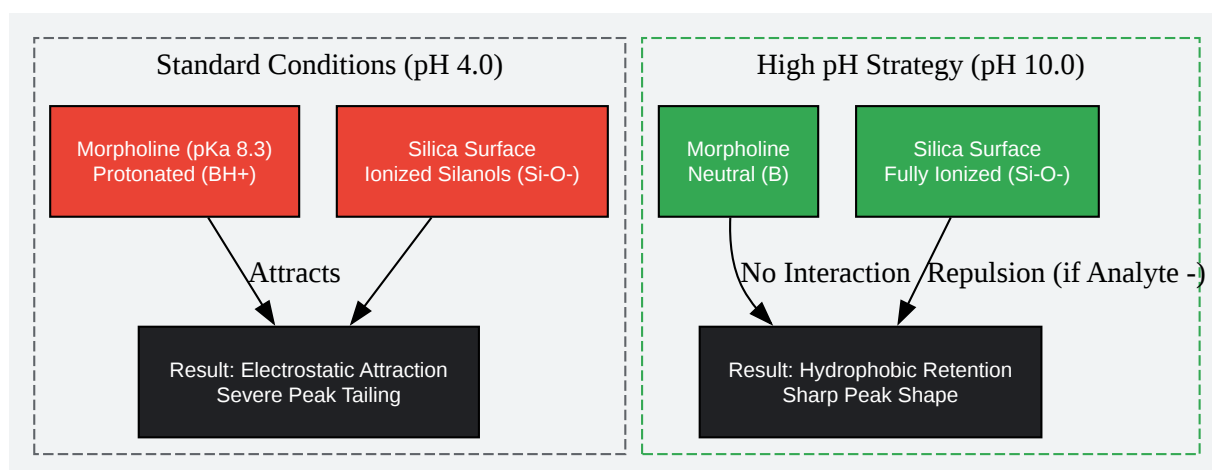 Standard Conditions (pH 4.0)
Morpholine (pKa 8.3)
Protonated (BH+)
Silica Surface
Ionized Silanols (Si-O-)
Attracts
Result: Electrostatic Attraction
Severe Peak Tailing
High pH Strategy (pH 10.0)
Morpholine
Neutral (B)
Silica Surface
Fully Ionized (Si-O-)
No Interaction
Repulsion (if Analyte -)
Result: Hydrophobic Retention
Sharp Peak Shape